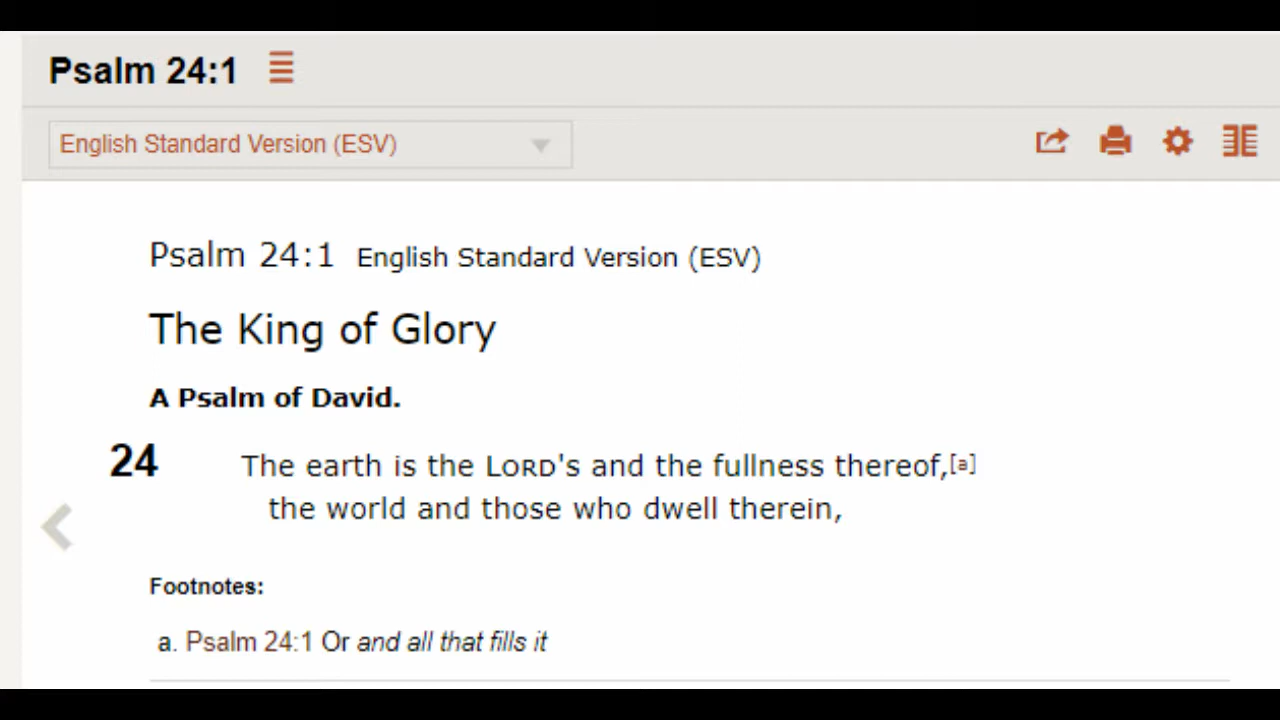 Psalm 24:1
English Standard Version (ESV)
Psalm 24:1 English Standard Version (ESV)
The King of Glory
A Psalm of David.
24 The earth is the LORD's and the fullness thereof,[a]
the world and those who dwell therein,
Footnotes:
a. Psalm 24:1 Or and all that fills it